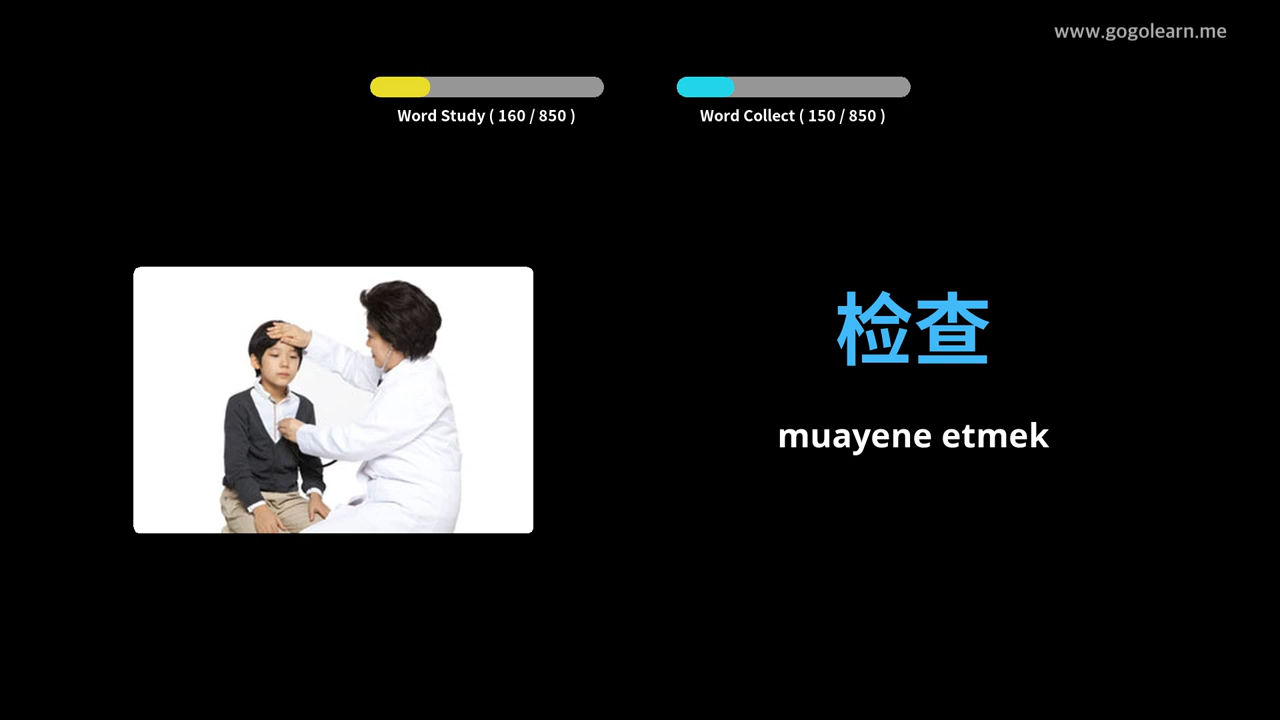 www.gogolearn.me
Word Study ( 160 / 850 )
Word Collect ( 150 / 850 )
检查
muayene etmek